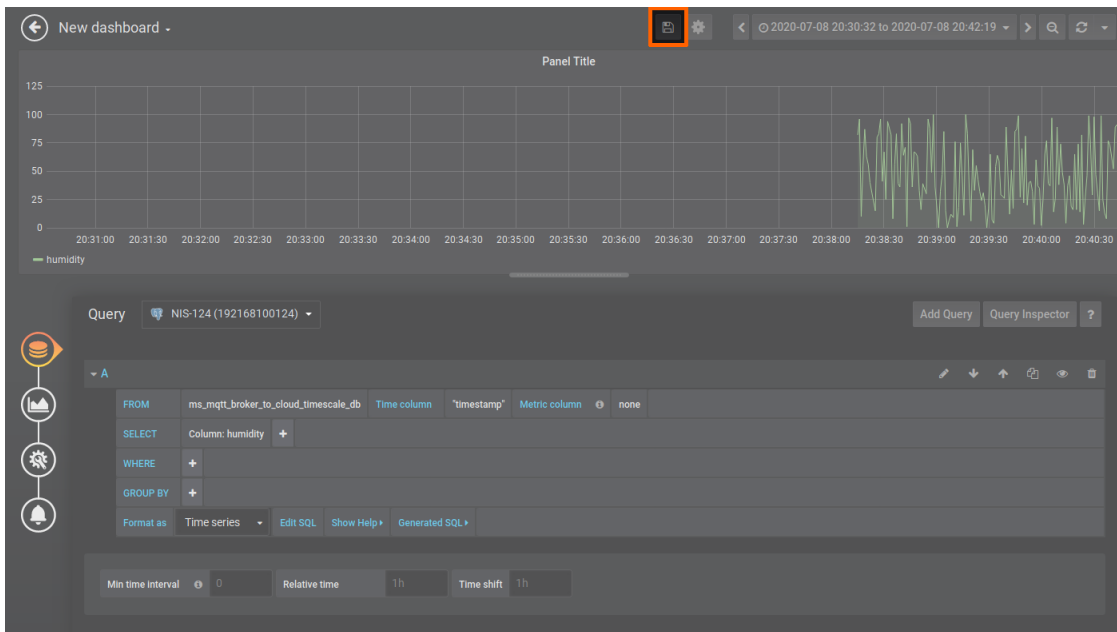 New dashboard
2020-07-08 20:30:32 to 2020-07-08 20:42:19
Panel Title
125
100
75
50
25
0
20:31:00 20:31:30 20:32:00 20:32:30 20:33:00 20:33:30 20:34:00 20:34:30 20:35:00 20:35:30 20:36:00 20:36:30 20:37:00 20:37:30 20:38:00 20:38:30 20:39:00 20:39:30 20:40:00 20:40:30
humidity
Query NIS-124 (192168100124) Add Query Query Inspector ?
A
FROM ms_mqtt_broker_to_cloud_timescale_db Time column "timestamp" Metric column none
SELECT Column: humidity +
WHERE +
GROUP BY +
Format as Time series Edit SQL Show Help Generated SQL
Min time interval 0 Relative time 1h Time shift 1h